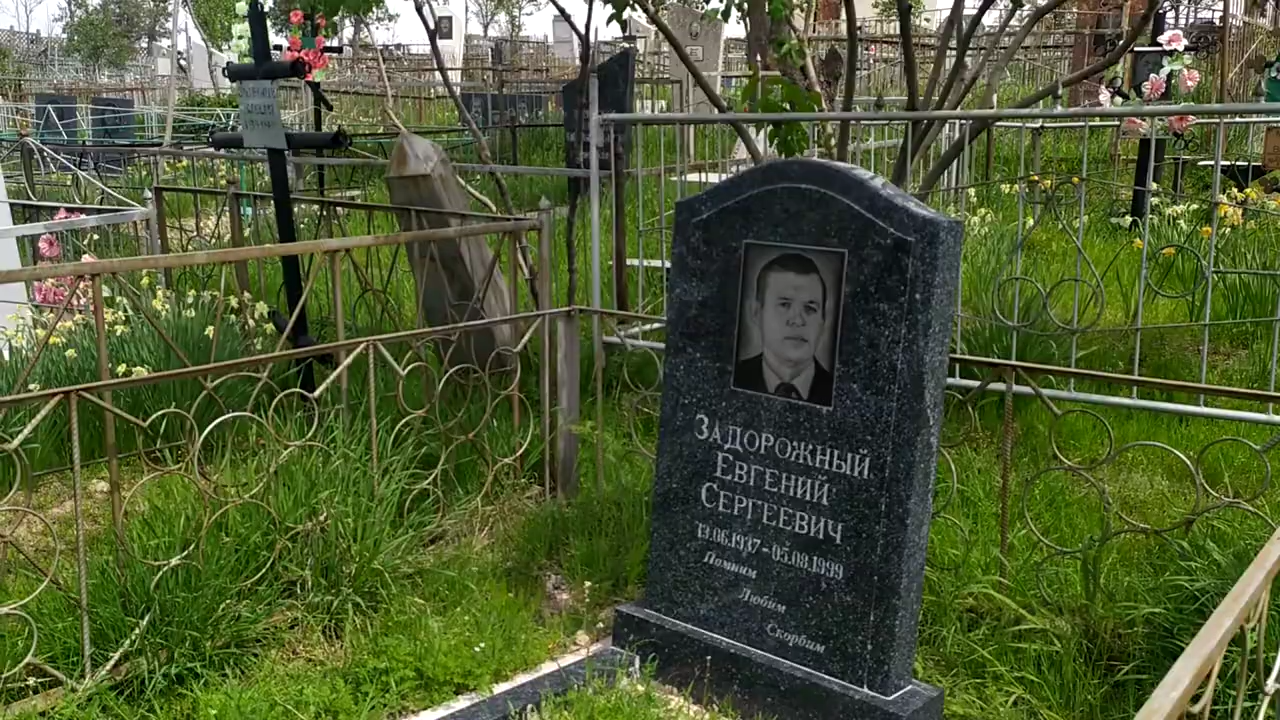 ЗАДОРОЖНЫЙ
ЕВГЕНИЙ
СЕРГЕЕВИЧ
13.06.1937 - 05.08.1999
Помним
Любим
Скорбим